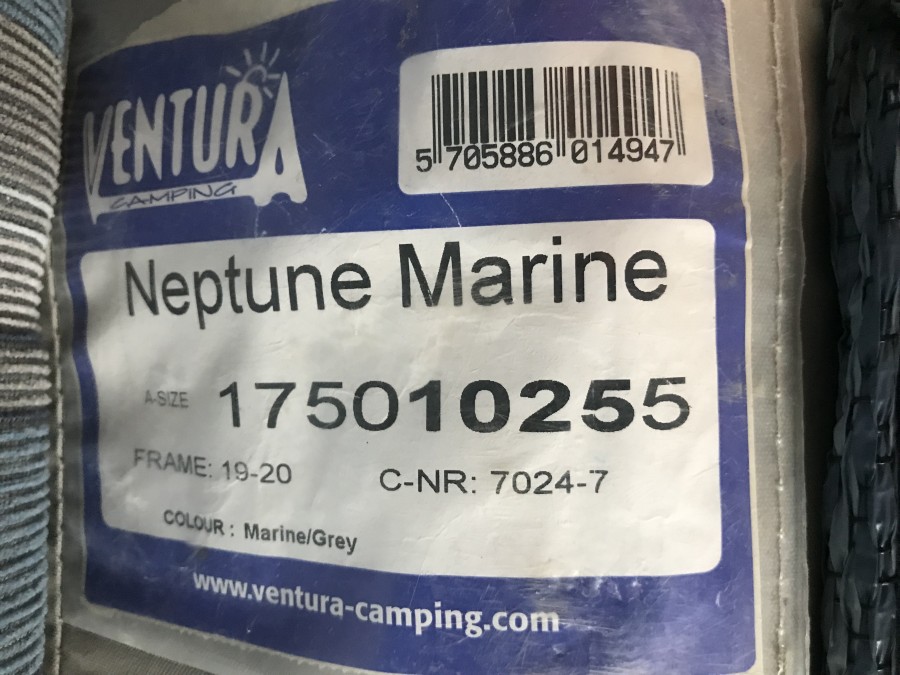 VENTURA
CAMPING
5 705886 014947
Neptune Marine
A-SIZE 175010255
FRAME: 19-20 C-NR: 7024-7
COLOUR : Marine/Grey
www.ventura-camping.com